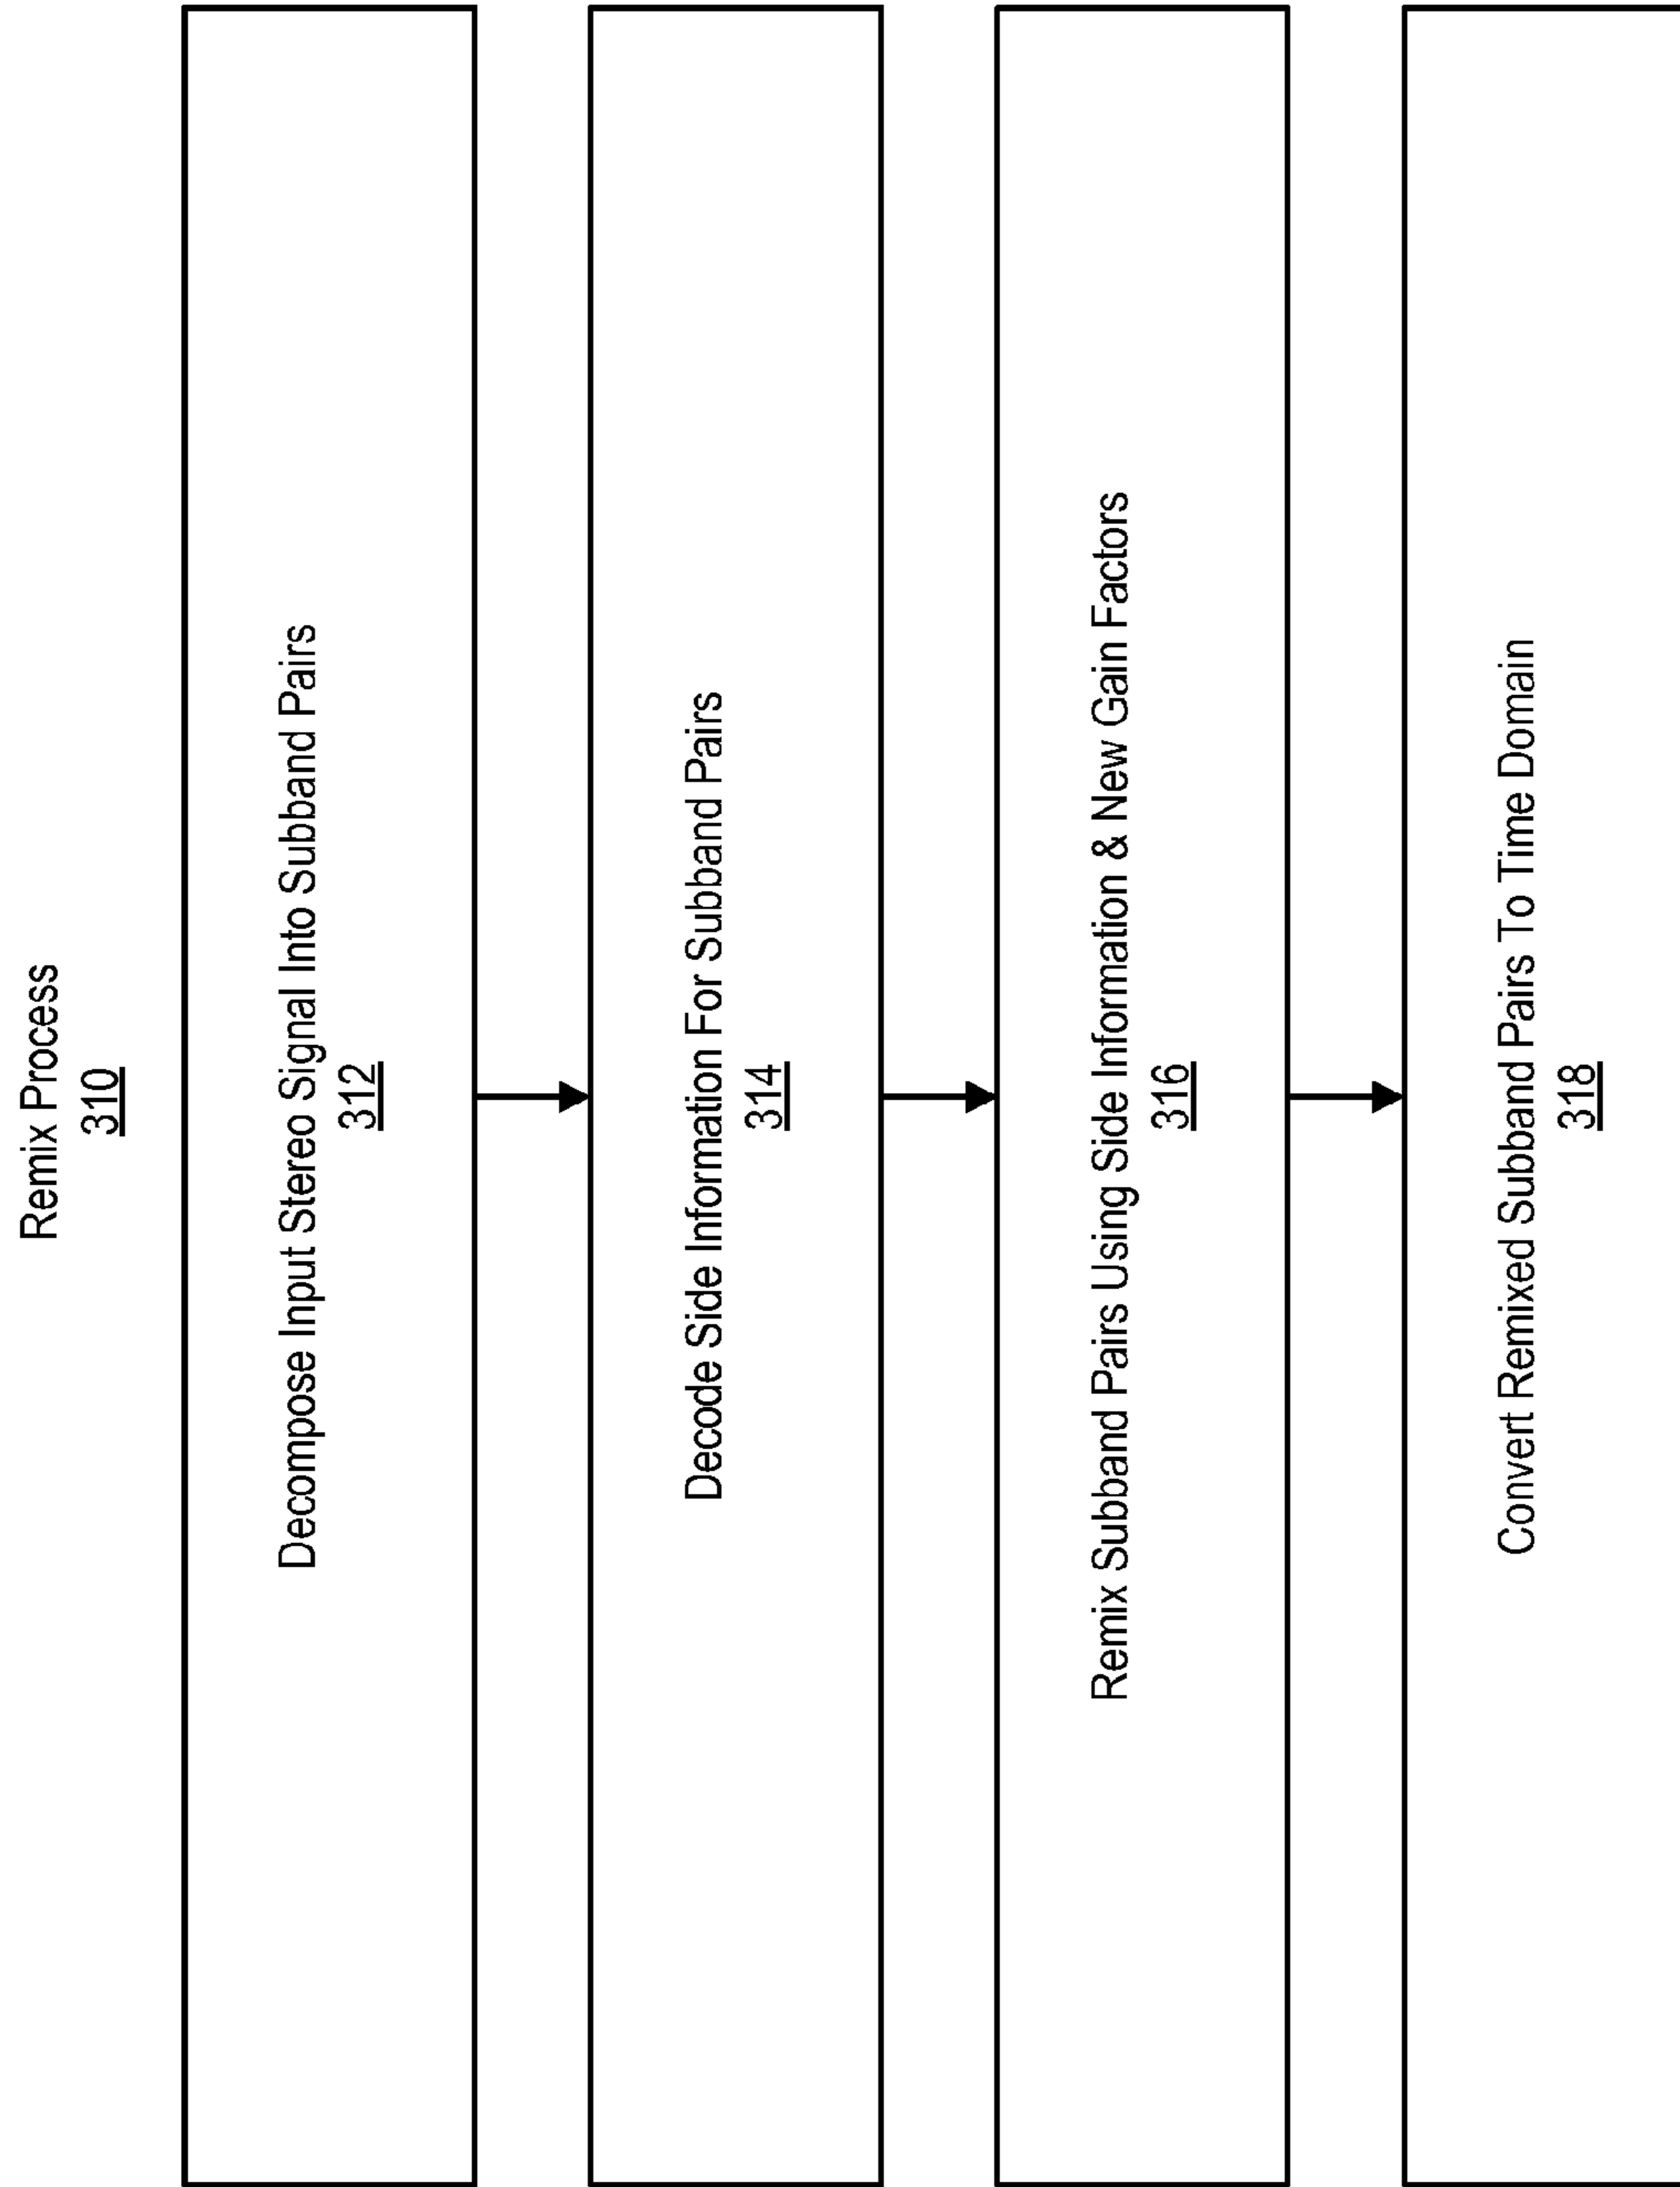 Remix Process
310
Decompose Input Stereo Signal Into Subband Pairs
312
Decode Side Information For Subband Pairs
314
Remix Subband Pairs Using Side Information & New Gain Factors
316
Convert Remixed Subband Pairs To Time Domain
318